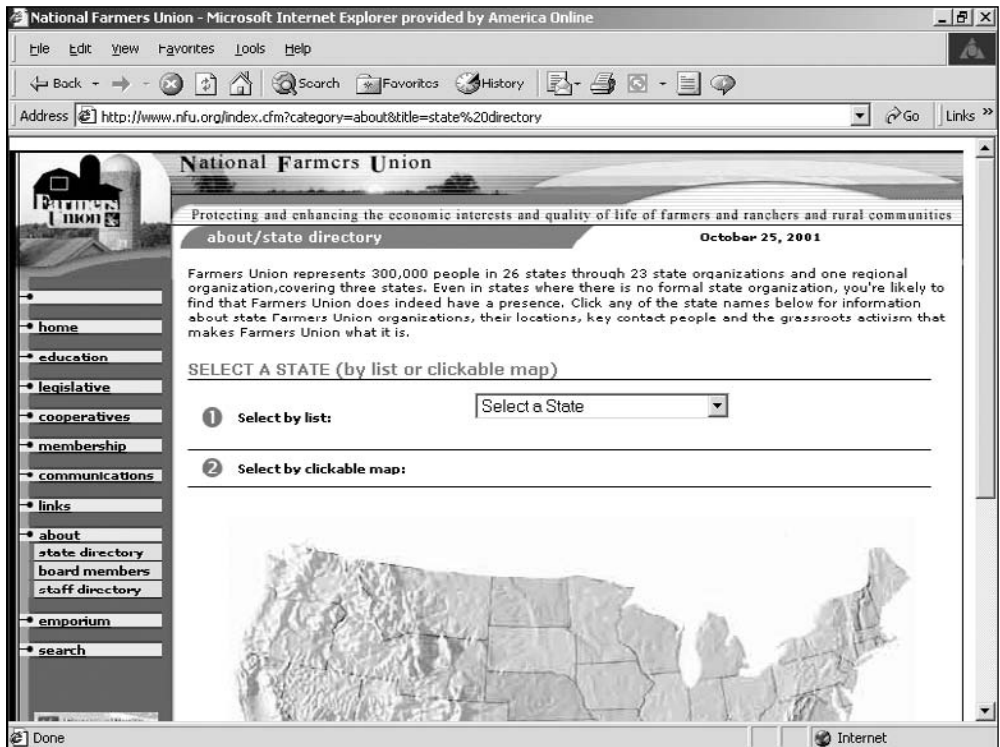 National Farmers Union - Microsoft Internet Explorer provided by America Online
File Edit View Favorites Tools Help
Back Search Favorites History
Address http://www.nfu.org/index.cfm?category=about&title=state%20directory Go Links »
National Farmers Union
Farmers
Union
Protecting and enhancing the economic interests and quality of life of farmers and ranchers and rural communities
about/state directory October 25, 2001
Farmers Union represents 300,000 people in 26 states through 23 state organizations and one regional
organization,covering three states. Even in states where there is no formal state organization, you're likely to
find that Farmers Union does indeed have a presence. Click any of the state names below for information
about state Farmers Union organizations, their locations, key contact people and the grassroots activism that
makes Farmers Union what it is.
home
education
legislative
cooperatives
membership
communications
links
about
state directory
board members
staff directory
emporium
search
SELECT A STATE (by list or clickable map)
1 Select by list: Select a State
2 Select by clickable map:
Done Internet